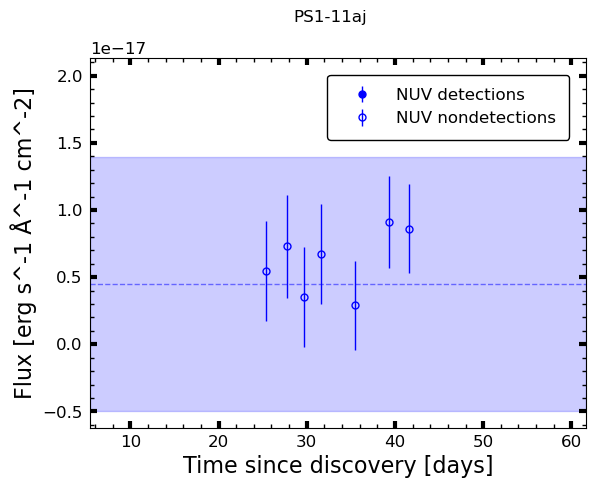 PS1-11aj
1e−17
NUV detections
NUV nondetections
2.0
1.5
1.0
0.5
0.0
−0.5
Flux [erg s^-1 Å^-1 cm^-2]
10 20 30 40 50 60
Time since discovery [days]